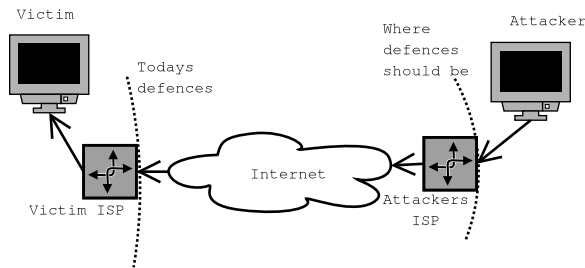 Victim
Attacker
Where
defences
should be
Todays
defences
Internet
Victim ISP
Attackers
ISP